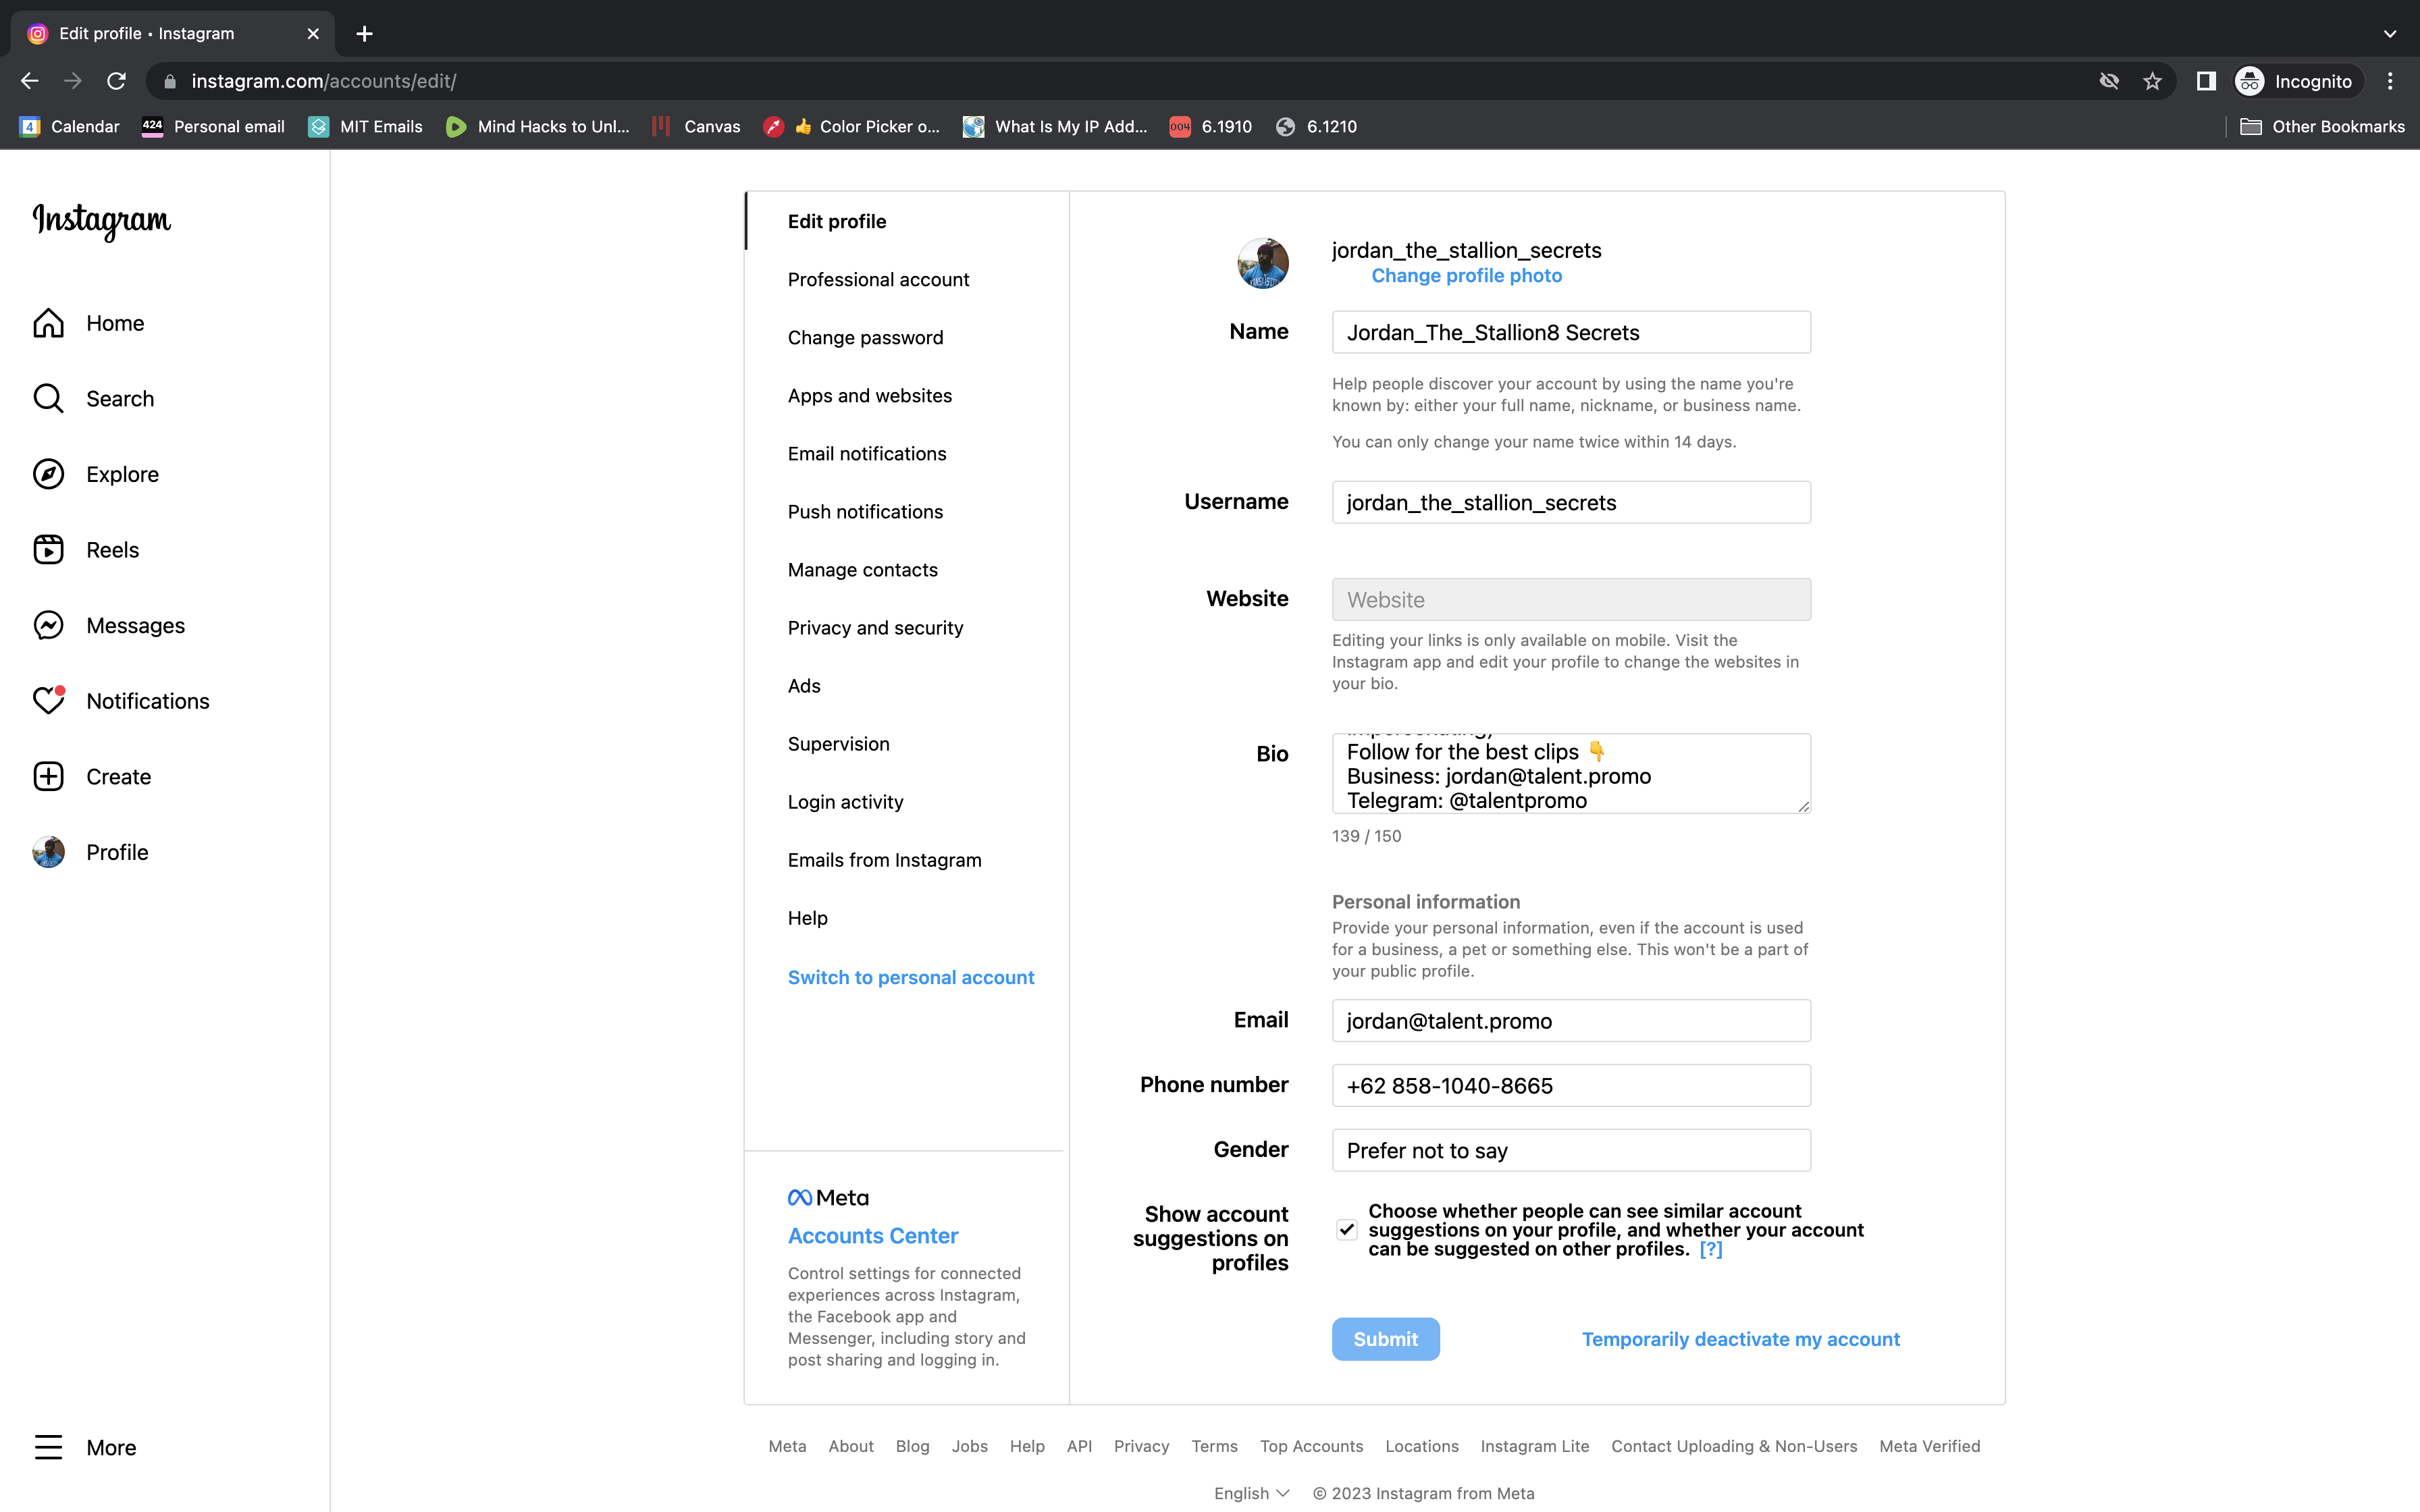 Edit profile • Instagram
instagram.com/accounts/edit/
Incognito
4 Calendar
424 Personal email
MIT Emails
Mind Hacks to Unl...
Canvas
👍 Color Picker o...
What Is My IP Add...
004 6.1910
6.1210
Other Bookmarks
Instagram
Home
Search
Explore
Reels
Messages
Notifications
Create
Profile
More
Edit profile
Professional account
Change password
Apps and websites
Email notifications
Push notifications
Manage contacts
Privacy and security
Ads
Supervision
Login activity
Emails from Instagram
Help
Switch to personal account
Meta
Accounts Center
Control settings for connected
experiences across Instagram,
the Facebook app and
Messenger, including story and
post sharing and logging in.
jordan_the_stallion_secrets
Change profile photo
Name
Jordan_The_Stallion8 Secrets
Help people discover your account by using the name you're
known by: either your full name, nickname, or business name.
You can only change your name twice within 14 days.
Username
jordan_the_stallion_secrets
Website
Website
Editing your links is only available on mobile. Visit the
Instagram app and edit your profile to change the websites in
your bio.
Bio
impersonating)
Follow for the best clips 👇
Business: jordan@talent.promo
Telegram: @talentpromo
139 / 150
Personal information
Provide your personal information, even if the account is used
for a business, a pet or something else. This won't be a part of
your public profile.
Email
jordan@talent.promo
Phone number
+62 858-1040-8665
Gender
Prefer not to say
Show account
suggestions on
profiles
Choose whether people can see similar account
suggestions on your profile, and whether your account
can be suggested on other profiles. [?]
Submit
Temporarily deactivate my account
Meta About Blog Jobs Help API Privacy Terms Top Accounts Locations Instagram Lite Contact Uploading & Non-Users Meta Verified
English © 2023 Instagram from Meta